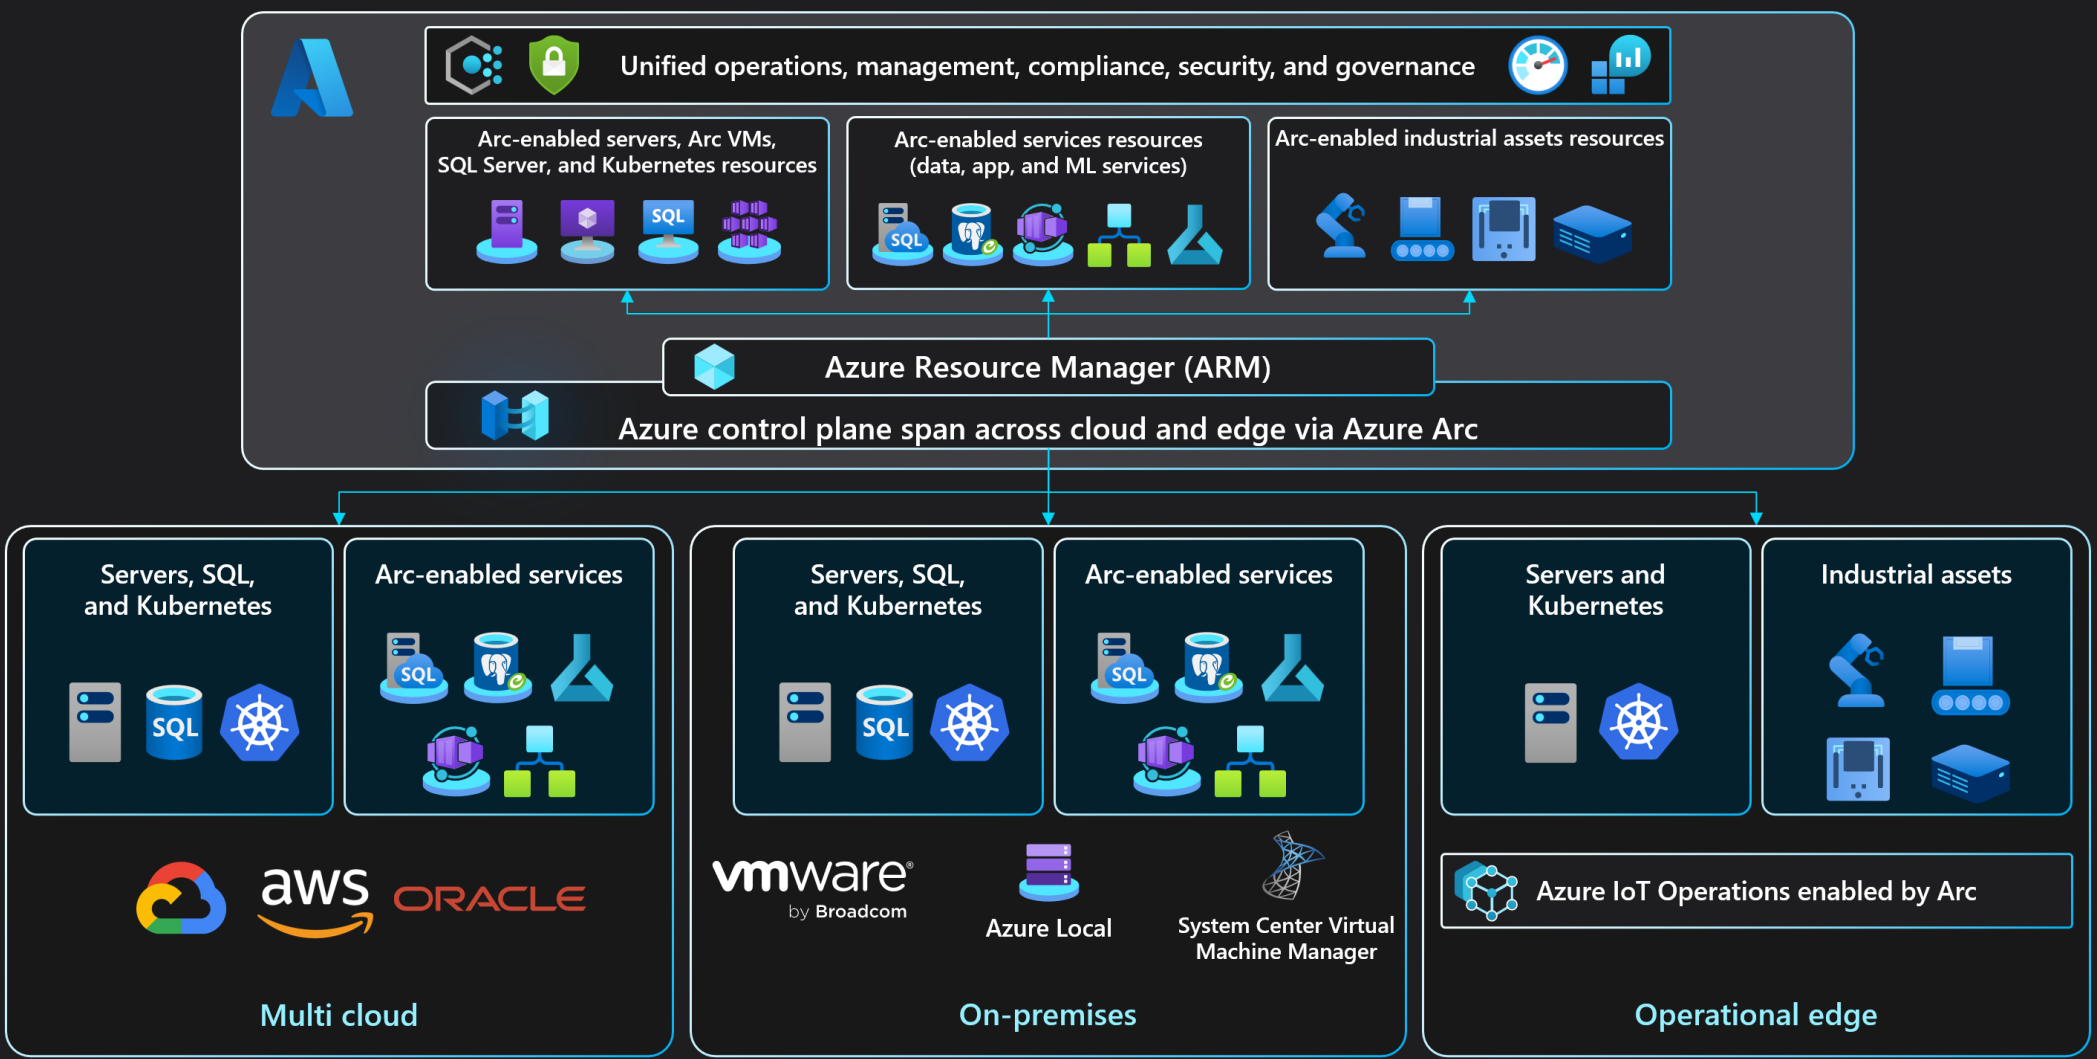 Unified operations, management, compliance, security, and governance
Arc-enabled servers, Arc VMs,
SQL Server, and Kubernetes resources
SQL
Arc-enabled services resources
(data, app, and ML services)
SQL
Arc-enabled industrial assets resources
Azure Resource Manager (ARM)
Azure control plane span across cloud and edge via Azure Arc
Servers, SQL,
and Kubernetes
SQL
Arc-enabled services
SQL
aws
ORACLE
Multi cloud
Servers, SQL,
and Kubernetes
SQL
Arc-enabled services
SQL
vmware®
by Broadcom
Azure Local
System Center Virtual
Machine Manager
On-premises
Servers and
Kubernetes
Industrial assets
Azure IoT Operations enabled by Arc
Operational edge